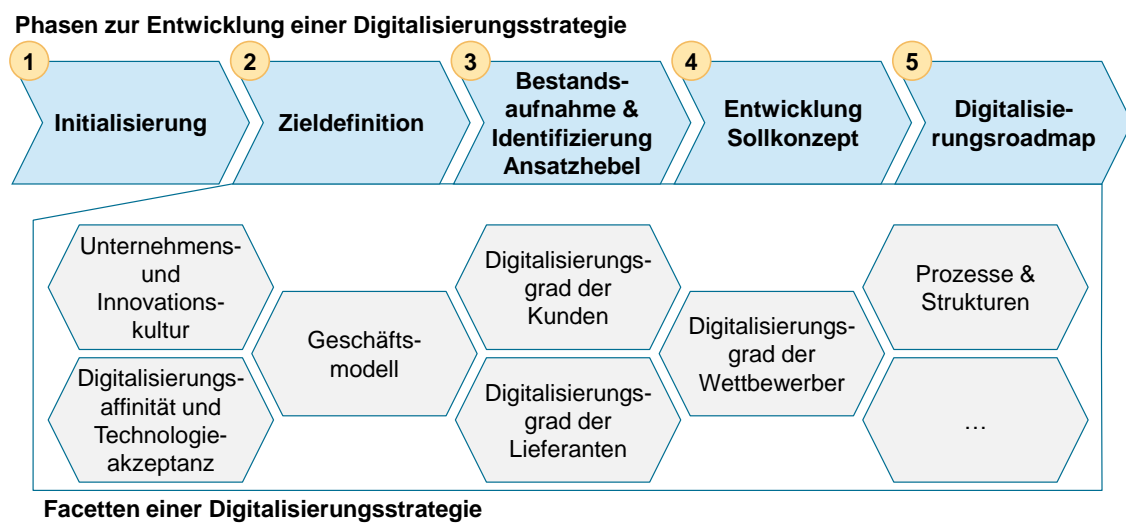 Phasen zur Entwicklung einer Digitalisierungsstrategie
1
Initialisierung
2
Zieldefinition
3
Bestands-
aufnahme &
Identifizierung
Ansatzhebel
4
Entwicklung
Sollkonzept
5
Digitalisie-
rungsroadmap
Unternehmens-
und
Innovations-
kultur
Digitalisierungs-
affinität und
Technologie-
akzeptanz
Geschäfts-
modell
Digitalisierungs-
grad der
Kunden
Digitalisierungs-
grad der
Lieferanten
Digitalisierungs-
grad der
Wettbewerber
Prozesse &
Strukturen
…
Facetten einer Digitalisierungsstrategie